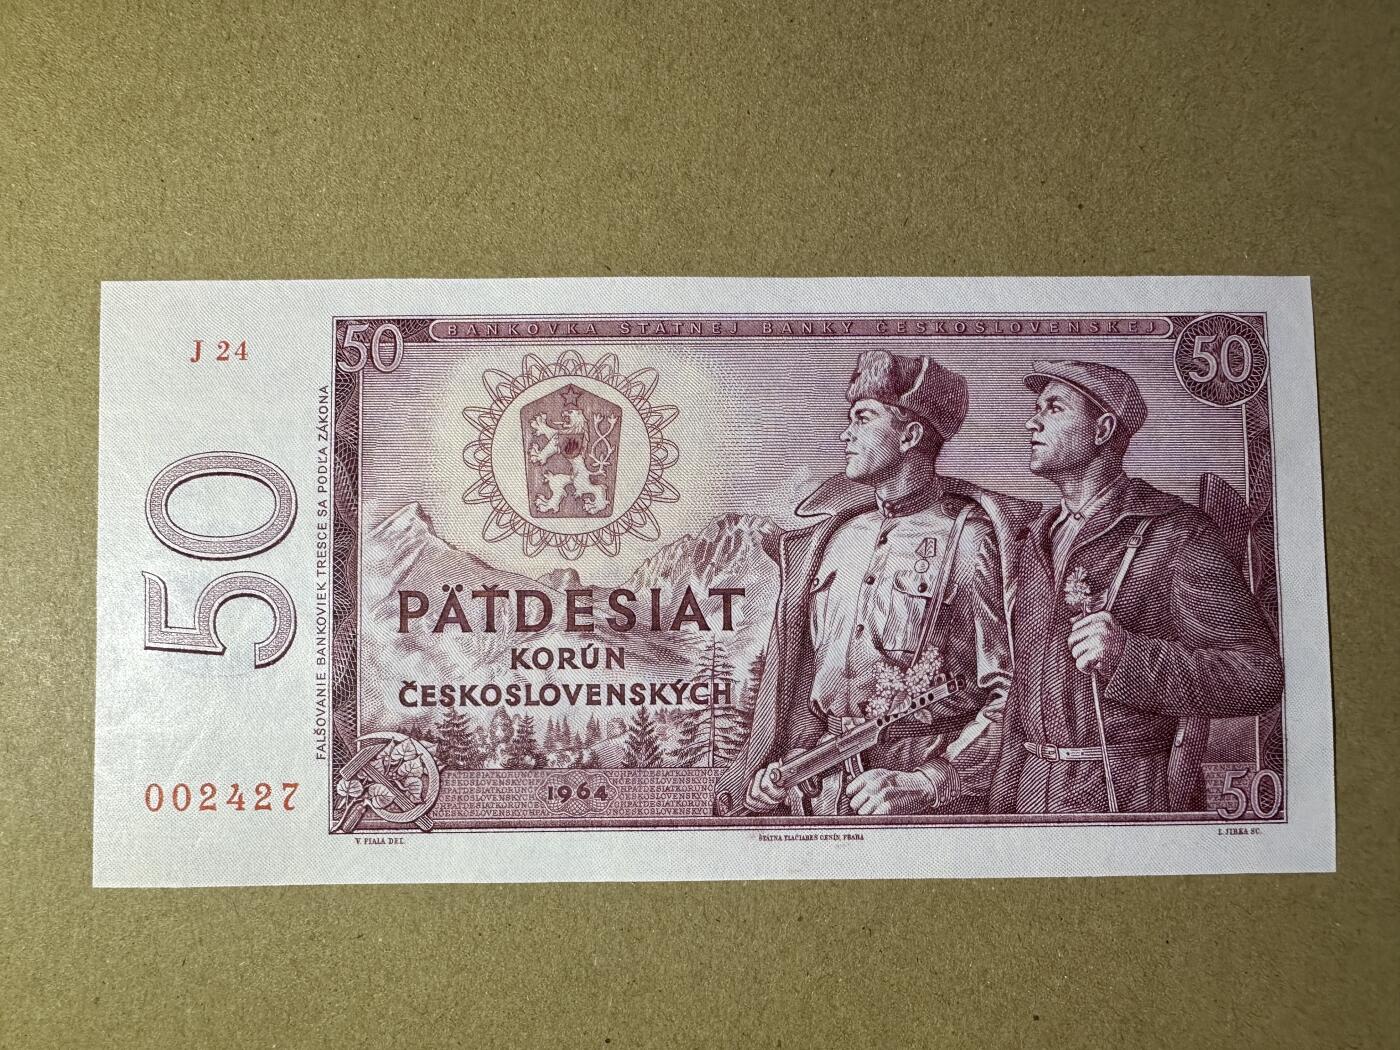 BANKOVKA ŠTÁTNEJ BANKY ČESKOSLOVENSKEJ
50
50
J 24
50
FALŠOVANIE BANKOVIEK TRESCE SA PODĽA ZÁKONA
PÄŤDESIAT
KORÚN
ČESKOSLOVENSKÝCH
002427
1964
50
V. FIALA DEL.
ŠTÁTNA TLAČIAREŇ CENÍN, PRAHA
L. JIRKA SC.